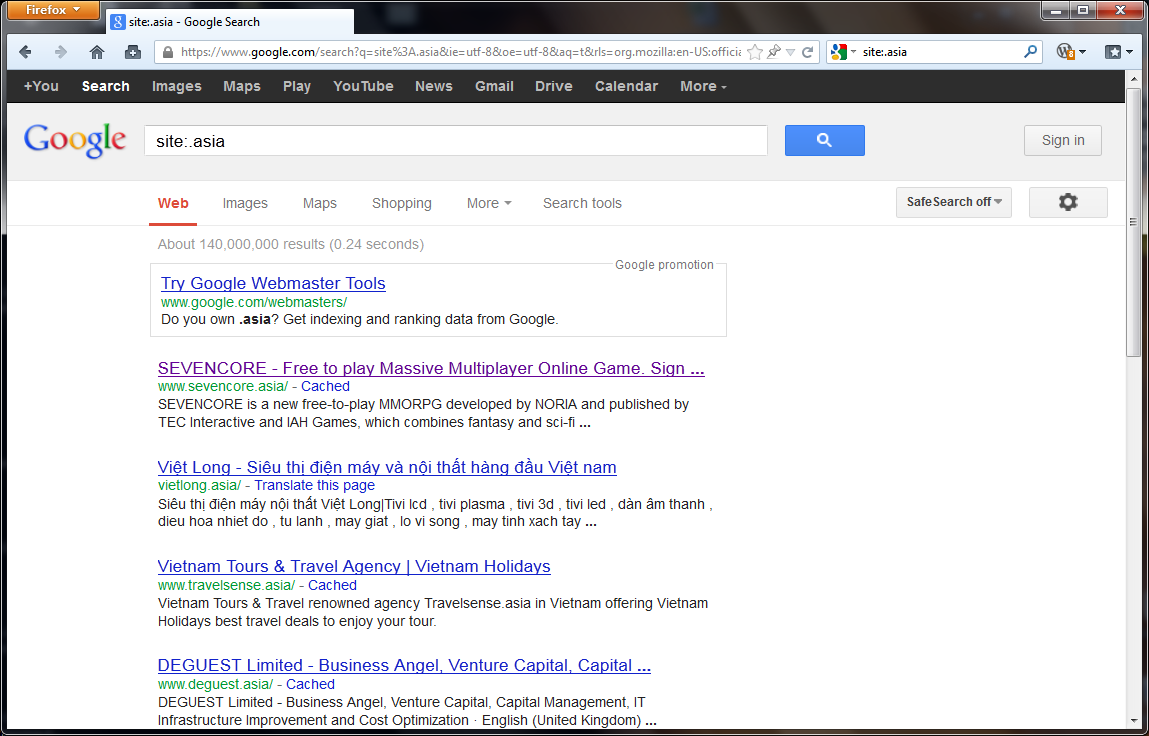 Firefox
site:.asia - Google Search
https://www.google.com/search?q=site%3A.asia&ie=utf-8&oe=utf-8&aq=t&rls=org.mozilla:en-US:officia
site:.asia
+You Search Images Maps Play YouTube News Gmail Drive Calendar More
Google
site:.asia
Sign in
Web Images Maps Shopping More Search tools
SafeSearch off
About 140,000,000 results (0.24 seconds)
Google promotion
Try Google Webmaster Tools
www.google.com/webmasters/
Do you own .asia? Get indexing and ranking data from Google.
SEVENCORE - Free to play Massive Multiplayer Online Game. Sign ...
www.sevencore.asia/ - Cached
SEVENCORE is a new free-to-play MMORPG developed by NORIA and published by
TEC Interactive and IAH Games, which combines fantasy and sci-fi ...
Việt Long - Siêu thị điện máy và nội thất hàng đầu Việt nam
vietlong.asia/ - Translate this page
Siêu thị điện máy nội thất Việt Long|Tivi lcd , tivi plasma , tivi 3d , tivi led , dàn âm thanh ,
dieu hoa nhiet do , tu lanh , may giat , lo vi song , may tinh xach tay ...
Vietnam Tours & Travel Agency | Vietnam Holidays
www.travelsense.asia/ - Cached
Vietnam Tours & Travel renowned agency Travelsense.asia in Vietnam offering Vietnam
Holidays best travel deals to enjoy your tour.
DEGUEST Limited - Business Angel, Venture Capital, Capital ...
www.deguest.asia/ - Cached
DEGUEST Limited - Business Angel, Venture Capital, Capital Management, IT
Infrastructure Improvement and Cost Optimization · English (United Kingdom) ...